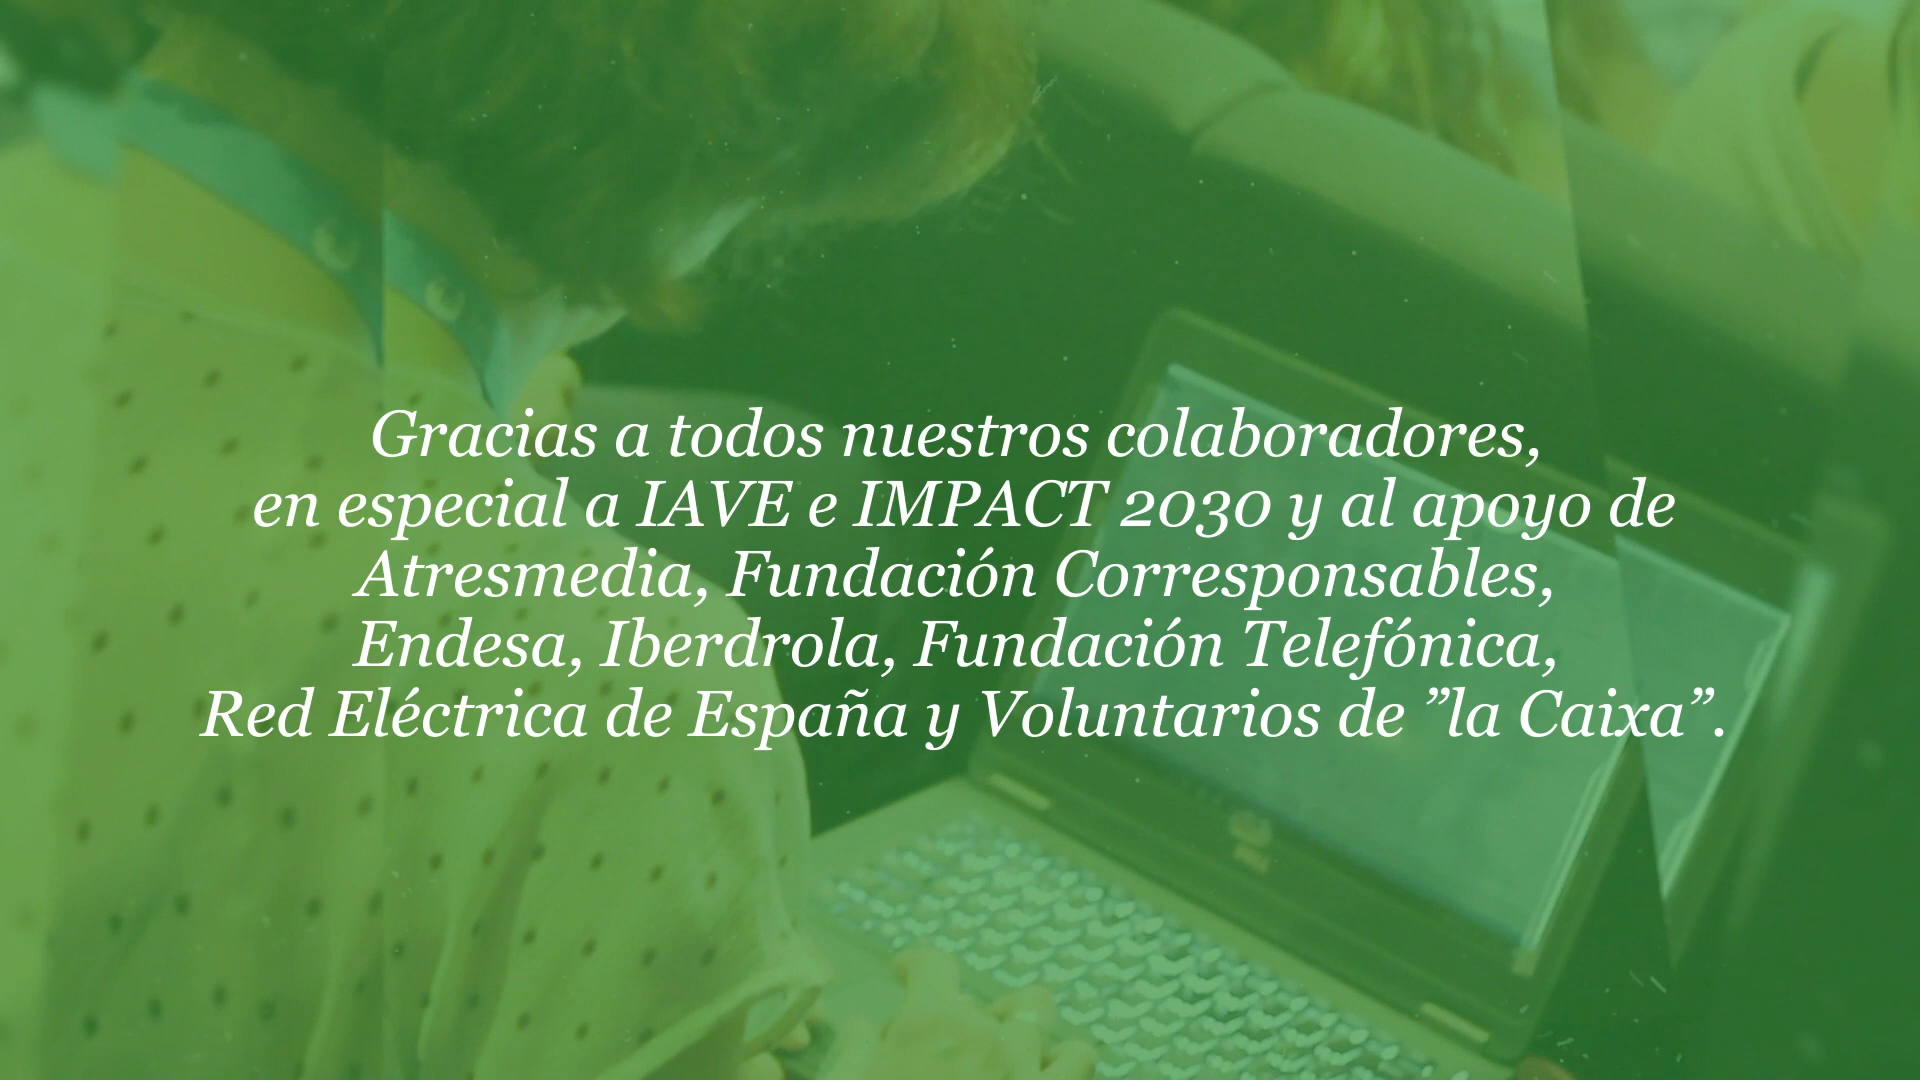 Gracias a todos nuestros colaboradores,
en especial a IAVE e IMPACT 2030 y al apoyo de
Atresmedia, Fundación Corresponsables,
Endesa, Iberdrola, Fundación Telefónica,
Red Eléctrica de España y Voluntarios de ”la Caixa”.